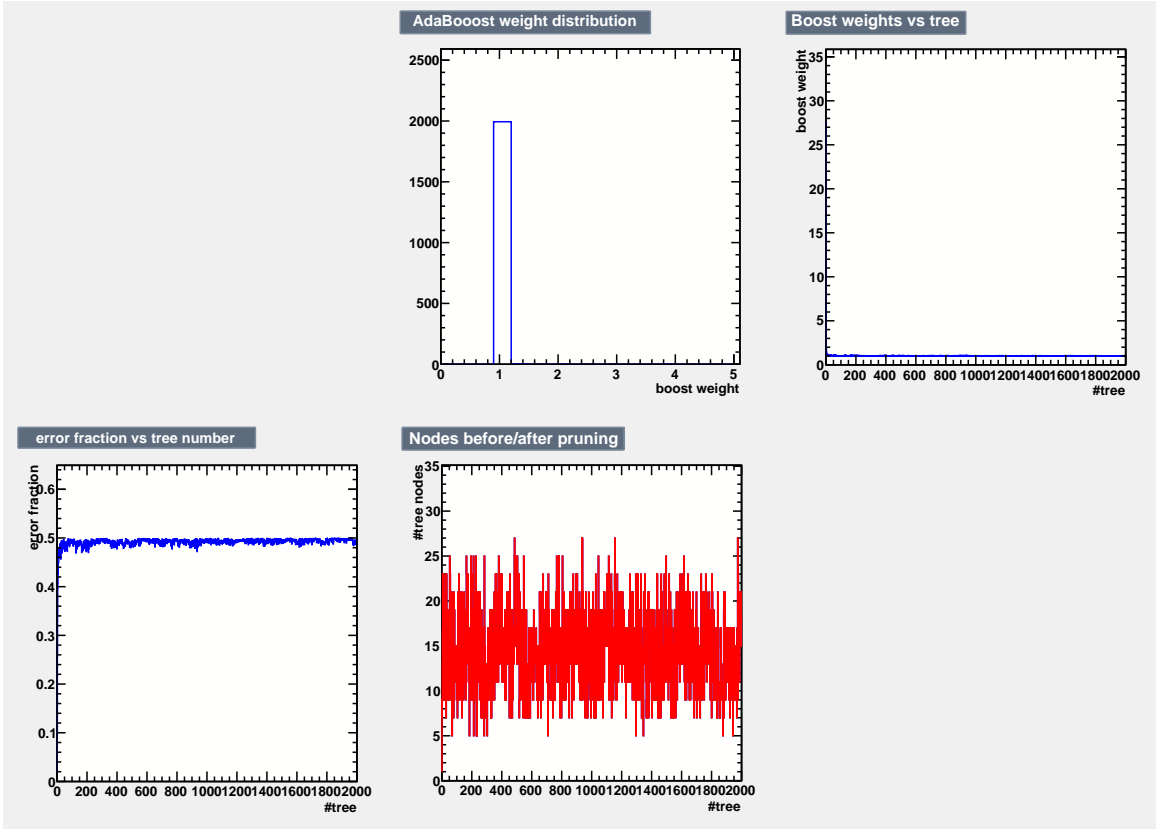 AdaBooost weight distribution
2500
2000
1500
1000
500
0
0 1 2 3 4 5
boost weight
Boost weights vs tree
boost weight
35
30
25
20
15
10
5
0
0 200 400 600 800 1000 1200 1400 1600 1800 2000
#tree
error fraction vs tree number
error fraction
0.6
0.5
0.4
0.3
0.2
0.1
0
0 200 400 600 800 1000 1200 1400 1600 1800 2000
#tree
Nodes before/after pruning
#tree nodes
35
30
25
20
15
10
5
0
0 200 400 600 800 1000 1200 1400 1600 1800 2000
#tree